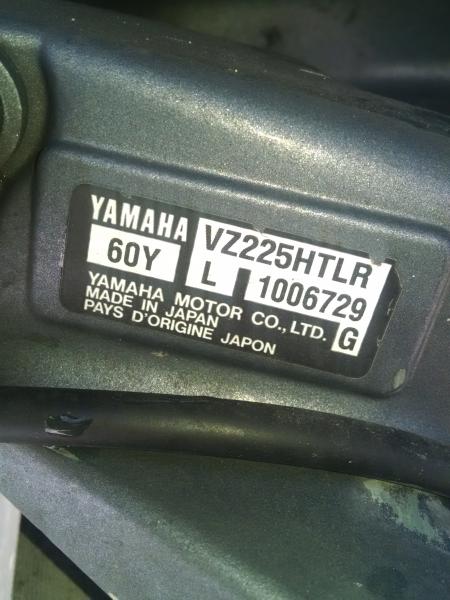 YAMAHA VZ225HTLR
60Y L 1006729
YAMAHA MOTOR CO., LTD. G
MADE IN JAPAN
PAYS D'ORIGINE JAPON